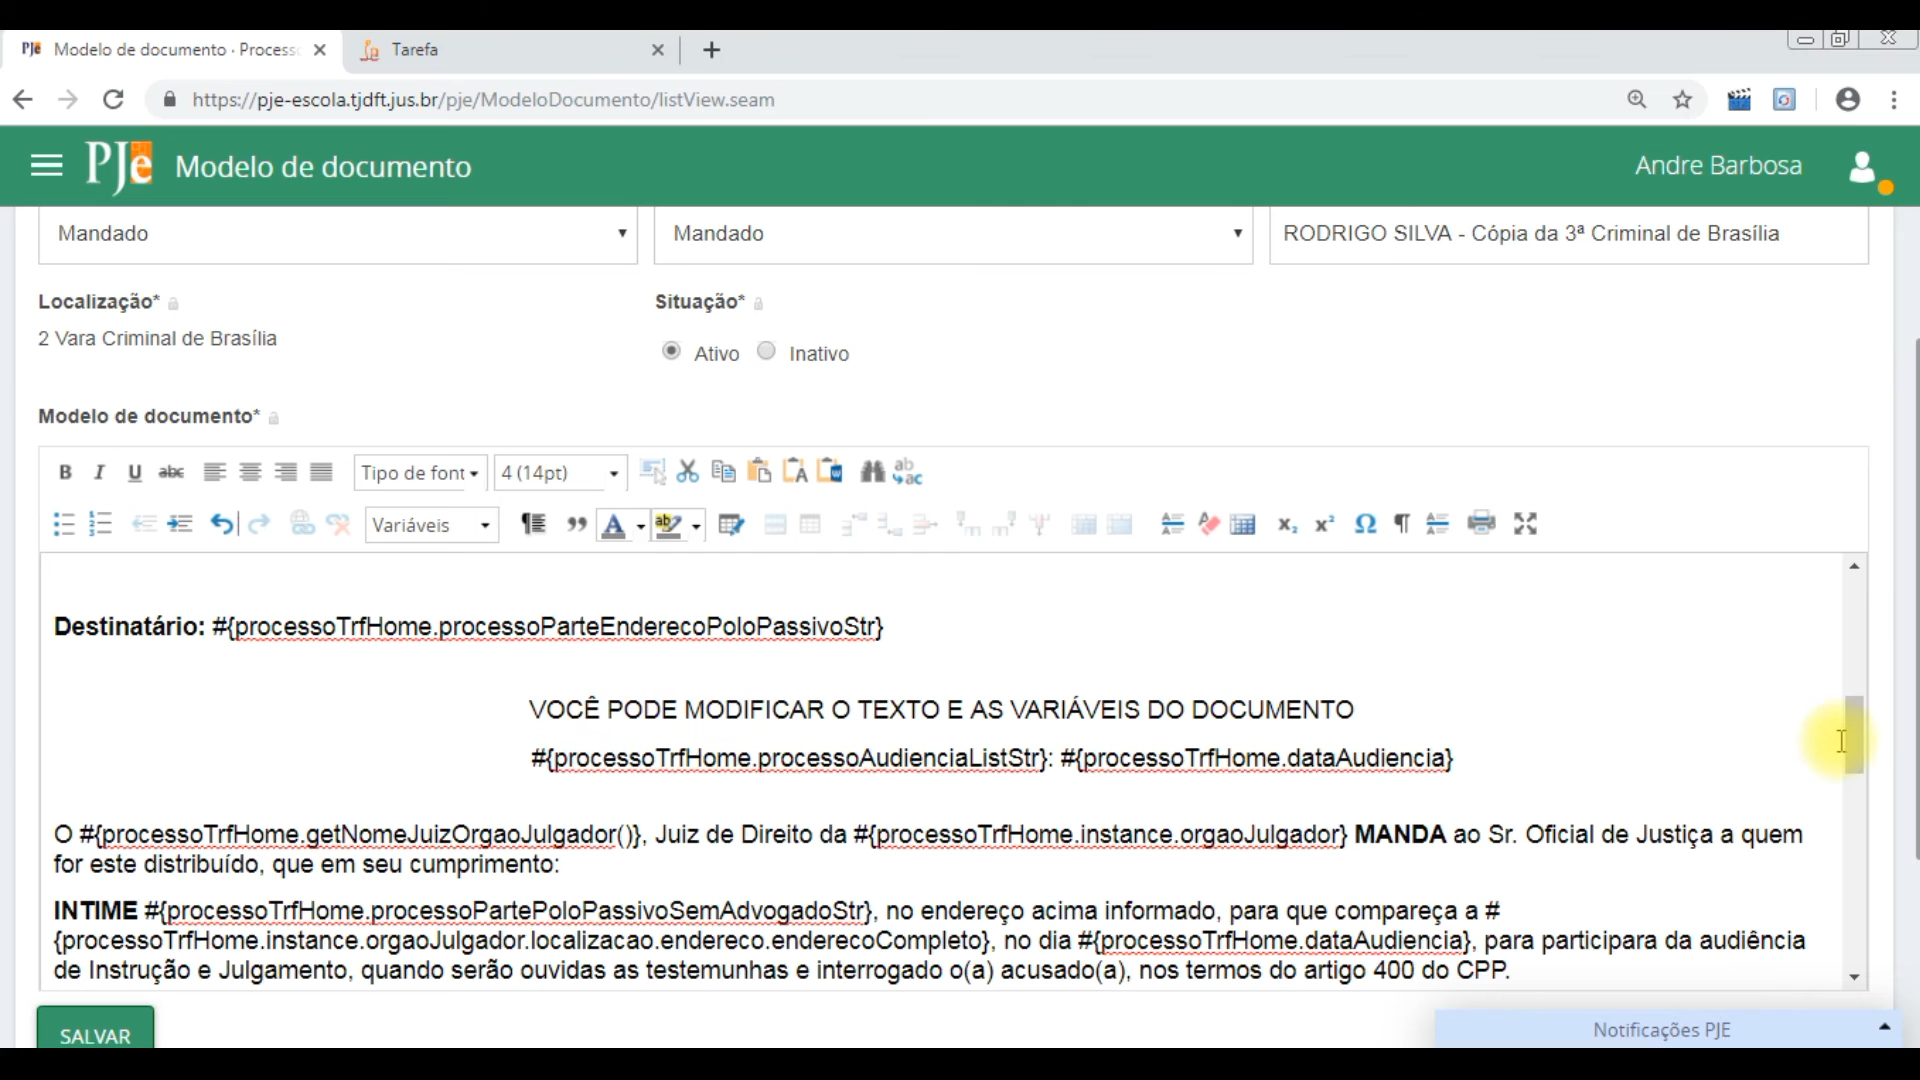 PJe Modelo de documento · Process
Tarefa
https://pje-escola.tjdft.jus.br/pje/ModeloDocumento/listView.seam
PJe Modelo de documento
Andre Barbosa
Mandado
Mandado
RODRIGO SILVA - Cópia da 3ª Criminal de Brasília
Localização*
Situação*
2 Vara Criminal de Brasília
Ativo
Inativo
Modelo de documento*
B I U abc
Tipo de font
4 (14pt)
Variáveis
Destinatário: #{processoTrfHome.processoParteEnderecoPoloPassivoStr}
VOCÊ PODE MODIFICAR O TEXTO E AS VARIÁVEIS DO DOCUMENTO
#{processoTrfHome.processoAudienciaListStr}: #{processoTrfHome.dataAudiencia}
O #{processoTrfHome.getNomeJuizOrgaoJulgador()}, Juiz de Direito da #{processoTrfHome.instance.orgaoJulgador} MANDA ao Sr. Oficial de Justiça a quem
for este distribuído, que em seu cumprimento:
INTIME #{processoTrfHome.processoPartePoloPassivoSemAdvogadoStr}, no endereço acima informado, para que compareça a #
{processoTrfHome.instance.orgaoJulgador.localizacao.endereco.enderecoCompleto}, no dia #{processoTrfHome.dataAudiencia}, para participara da audiência
de Instrução e Julgamento, quando serão ouvidas as testemunhas e interrogado o(a) acusado(a), nos termos do artigo 400 do CPP.
SALVAR
Notificações PJE